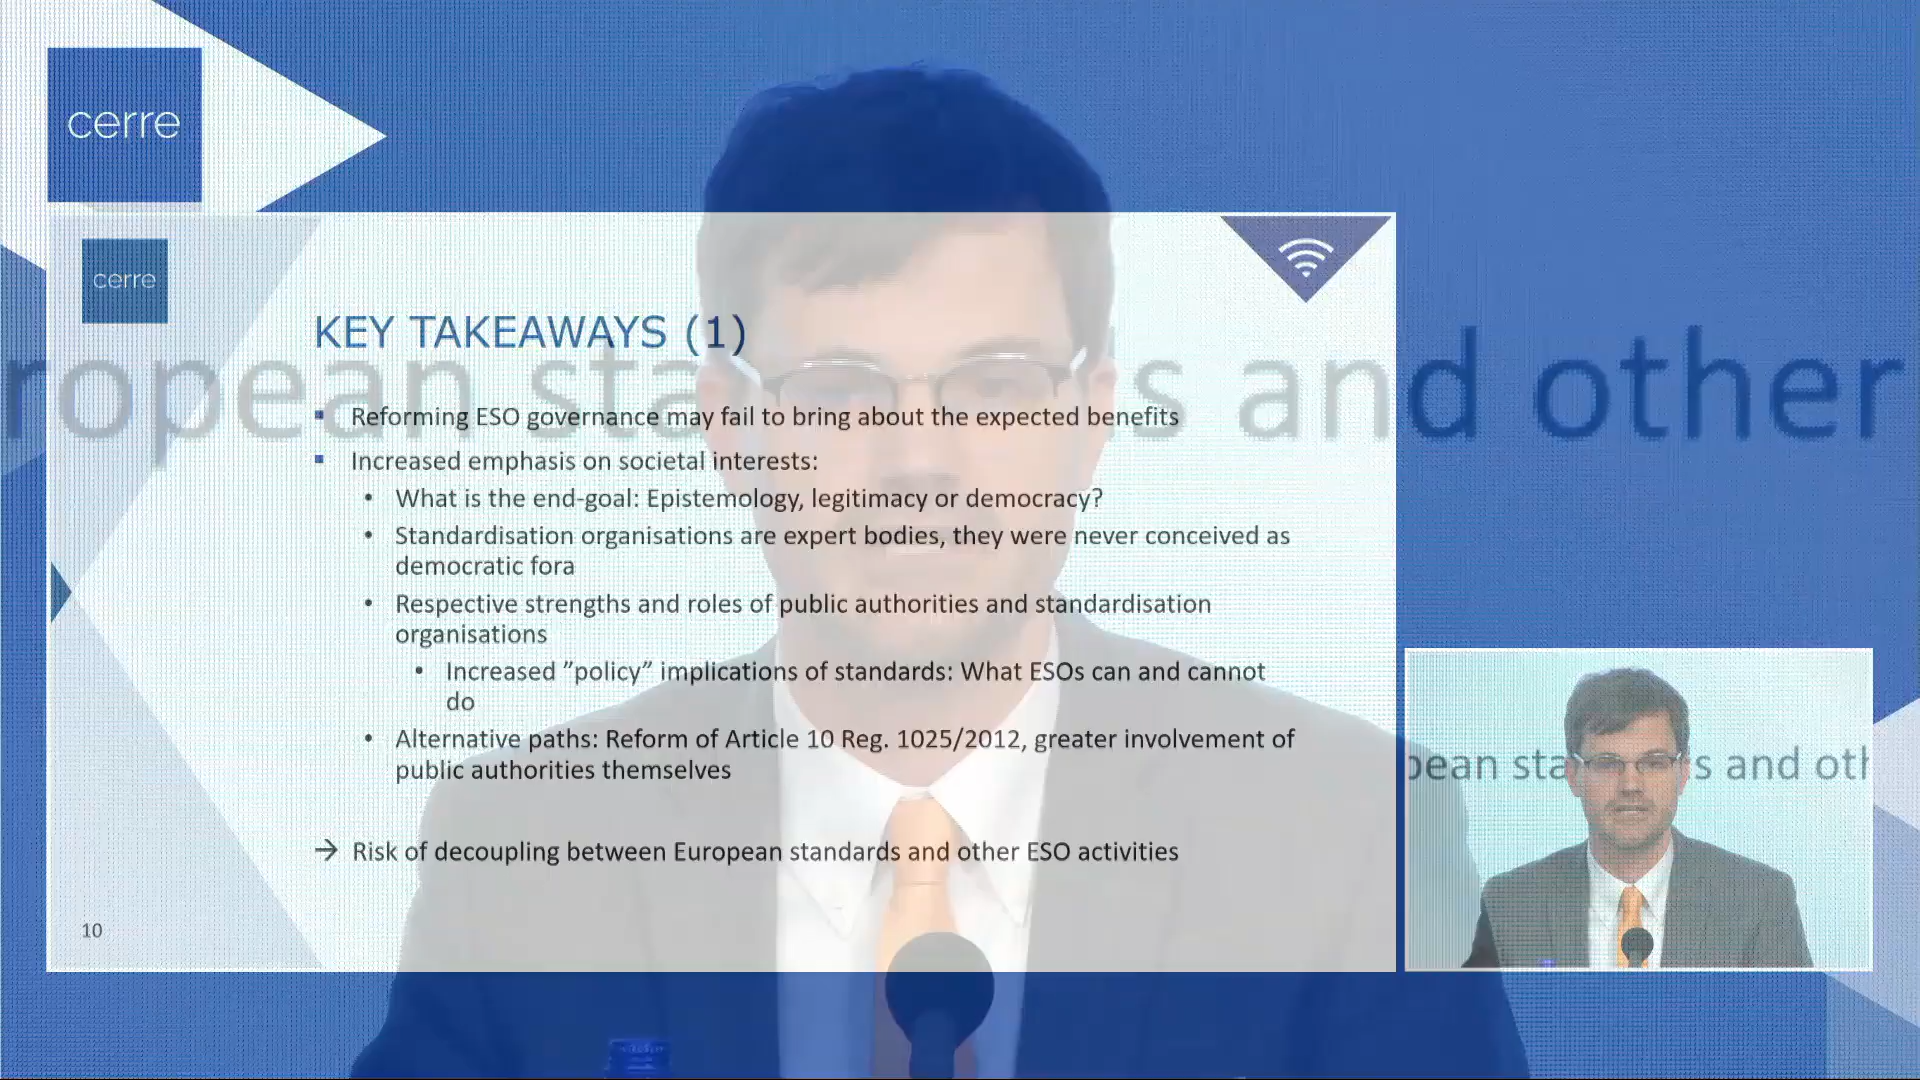 cerre
cerre
KEY TAKEAWAYS (1)
ropean sta s and other
Reforming ESO governance may fail to bring about the expected benefits
Increased emphasis on societal interests:
What is the end-goal: Epistemology, legitimacy or democracy?
Standardisation organisations are expert bodies, they were never conceived as
democratic fora
Respective strengths and roles of public authorities and standardisation
organisations
Increased ”policy” implications of standards: What ESOs can and cannot
do
Alternative paths: Reform of Article 10 Reg. 1025/2012, greater involvement of
public authorities themselves
→ Risk of decoupling between European standards and other ESO activities
10
pean sta s and oth